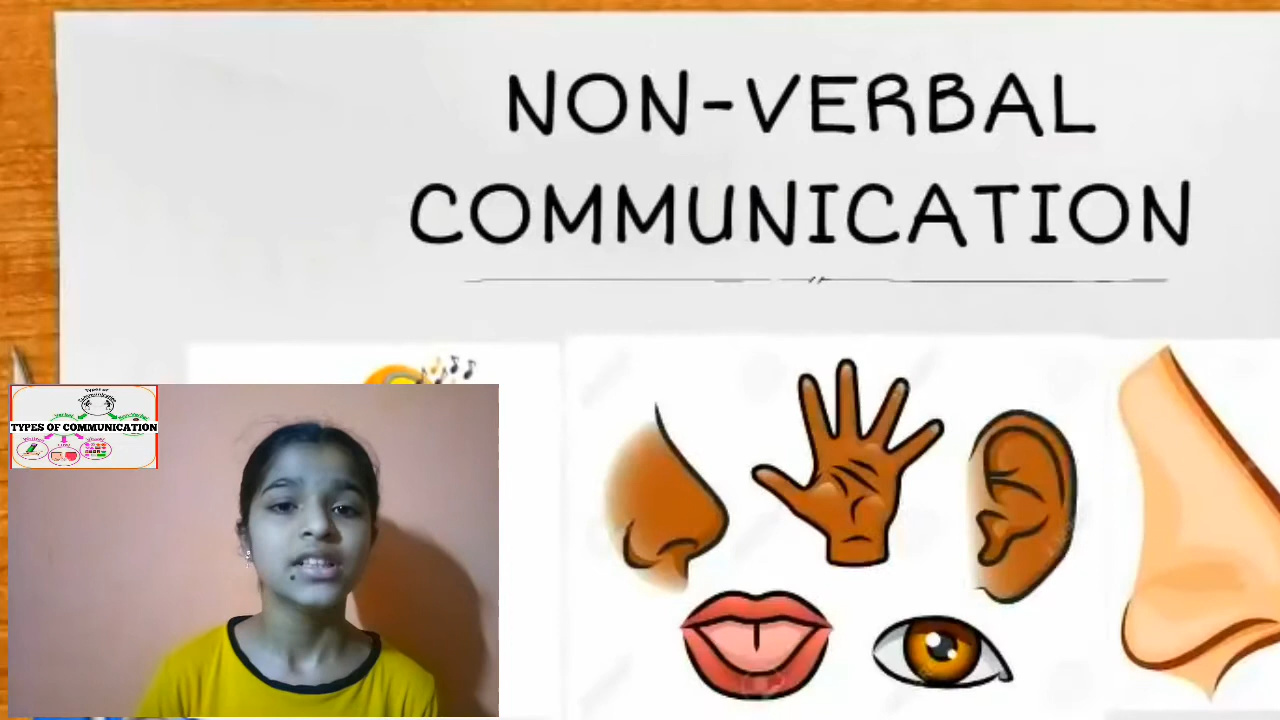 NON-VERBAL
COMMUNICATION
TYPES OF COMMUNICATION